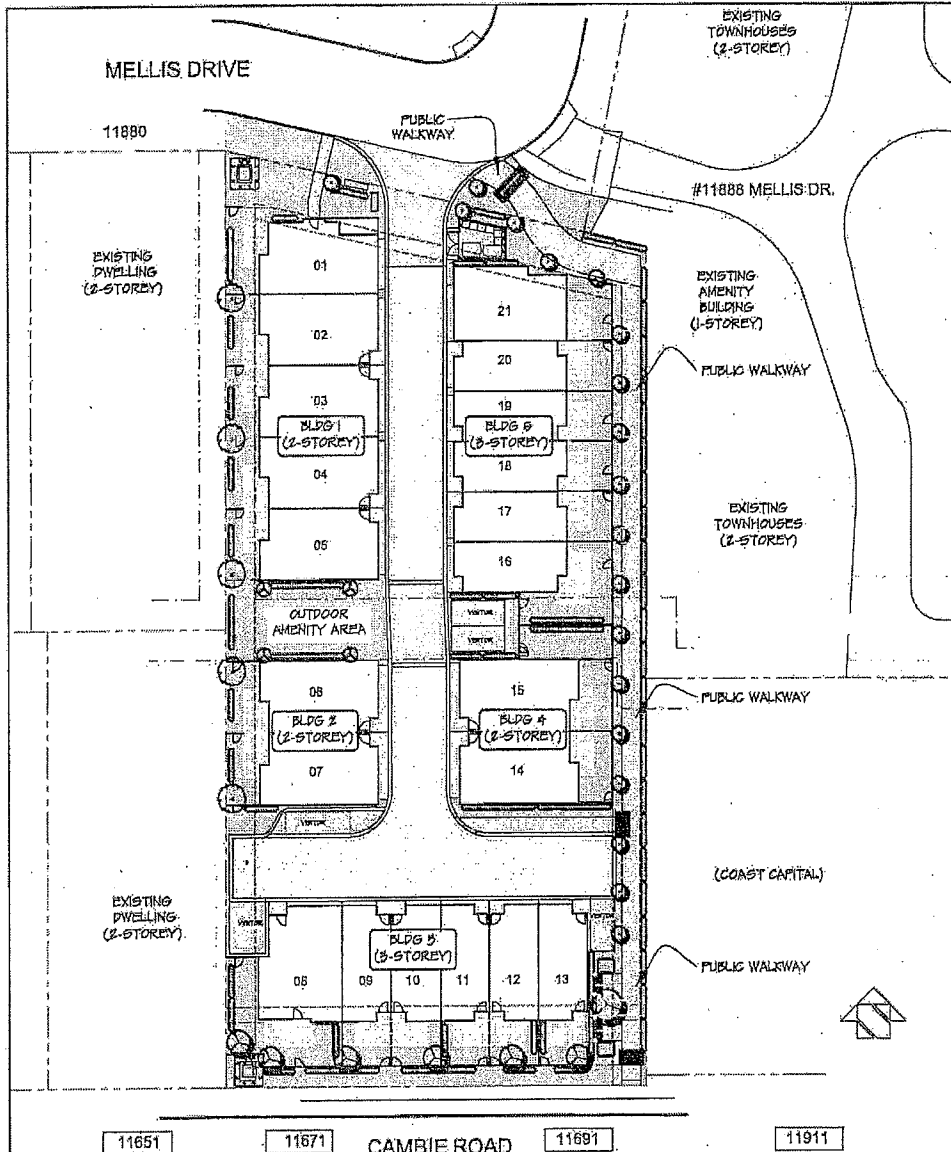 EXISTING
TOWNHOUSES
(2-STOREY)
MELLIS DRIVE
11880
PUBLIC
WALKWAY
#11888 MELLIS DR.
EXISTING
DWELLING
(2-STOREY)
01
02
03
BLDG 1
(2-STOREY)
04
05
21
20
19
BLDG 5
(3-STOREY)
18
17
16
EXISTING
AMENITY
BUILDING
(1-STOREY)
PUBLIC WALKWAY
EXISTING
TOWNHOUSES
(2-STOREY)
OUTDOOR
AMENITY AREA
VISITOR
VISITOR
06
BLDG 2
(2-STOREY)
07
15
BLDG 4
(2-STOREY)
14
PUBLIC WALKWAY
VISITOR
(COAST CAPITAL)
EXISTING
DWELLING
(2-STOREY)
VISITOR
BLDG 3
(3-STOREY)
08
09
10
11
12
13
VISITOR
PUBLIC WALKWAY
11651
11671
CAMBIE ROAD
11691
11911